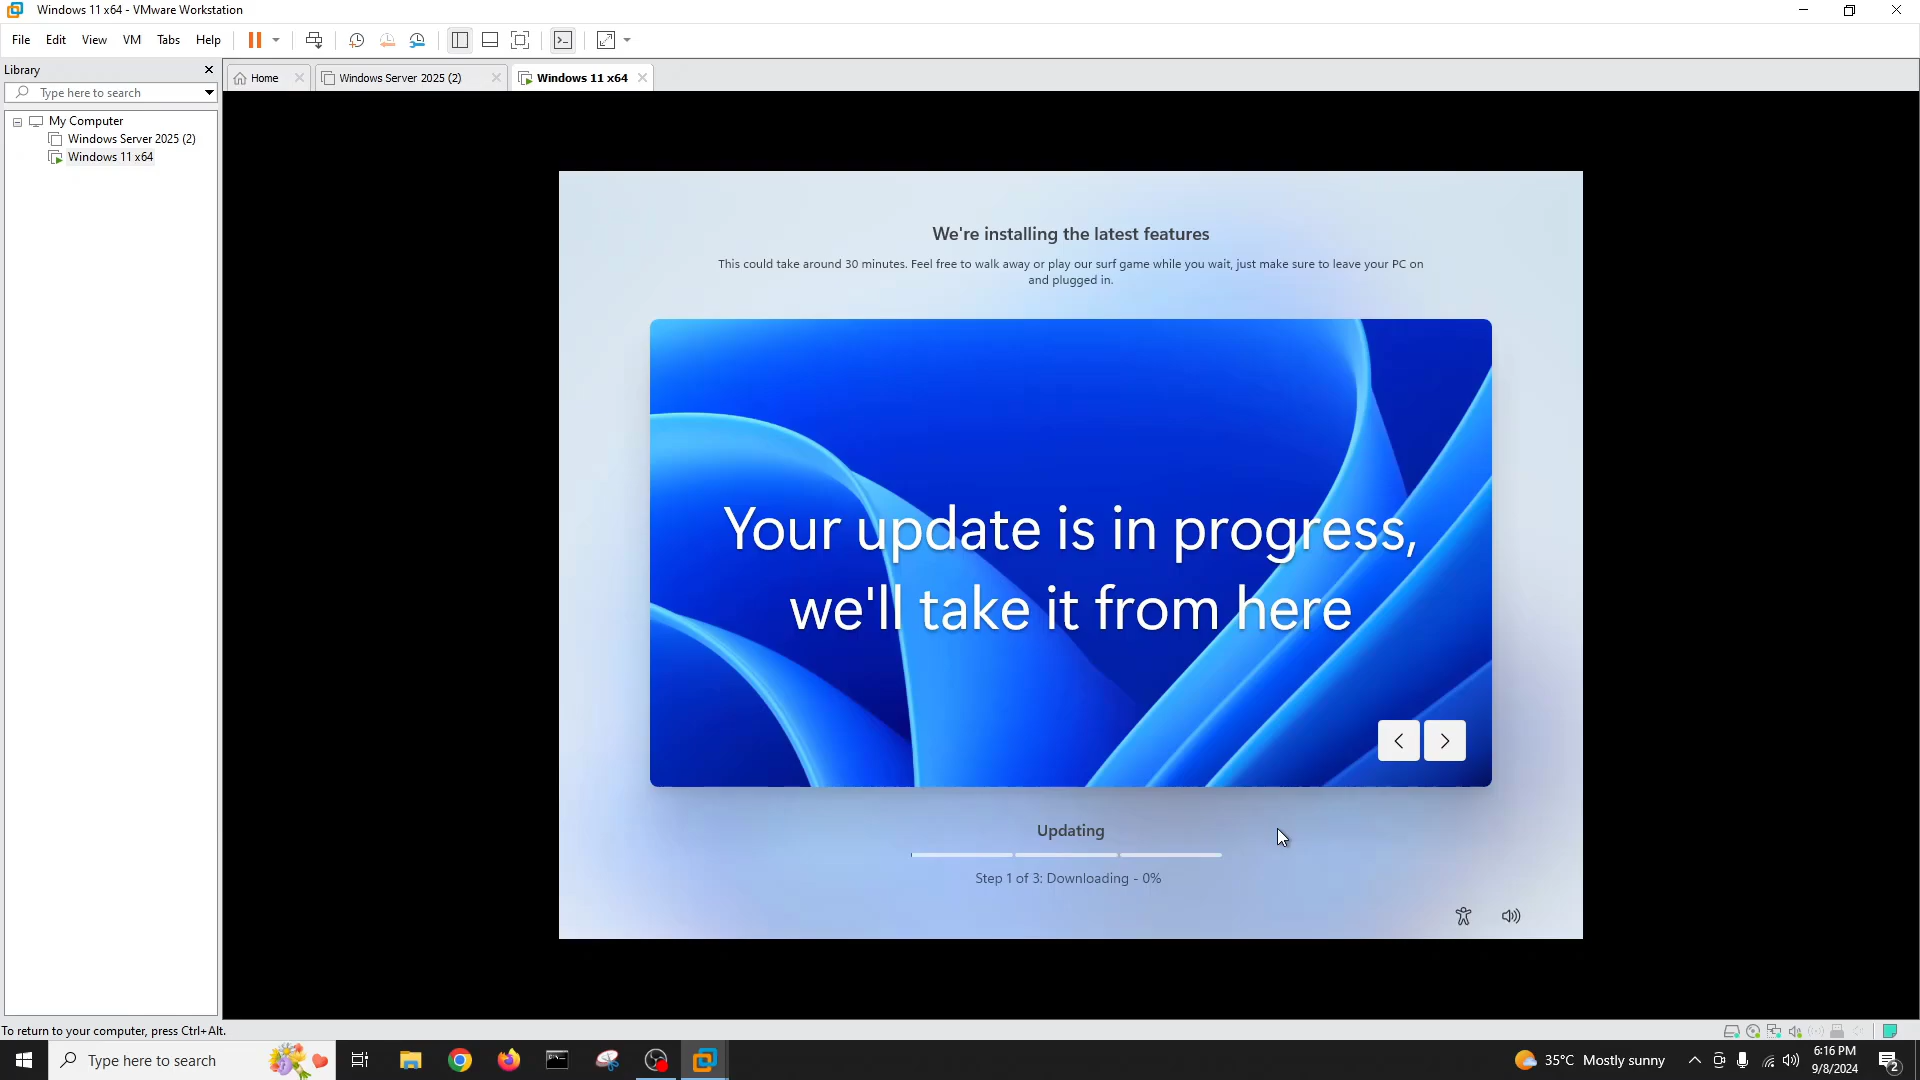 Windows 11 x64 - VMware Workstation
File Edit View VM Tabs Help
Library
Type here to search
Home
Windows Server 2025 (2)
Windows 11 x64
My Computer
Windows Server 2025 (2)
Windows 11 x64
We're installing the latest features
This could take around 30 minutes. Feel free to walk away or play our surf game while you wait, just make sure to leave your PC on
and plugged in.
Your update is in progress,
we'll take it from here
Updating
Step 1 of 3: Downloading - 0%
To return to your computer, press Ctrl+Alt.
Type here to search
35°C Mostly sunny
6:16 PM
9/8/2024
2